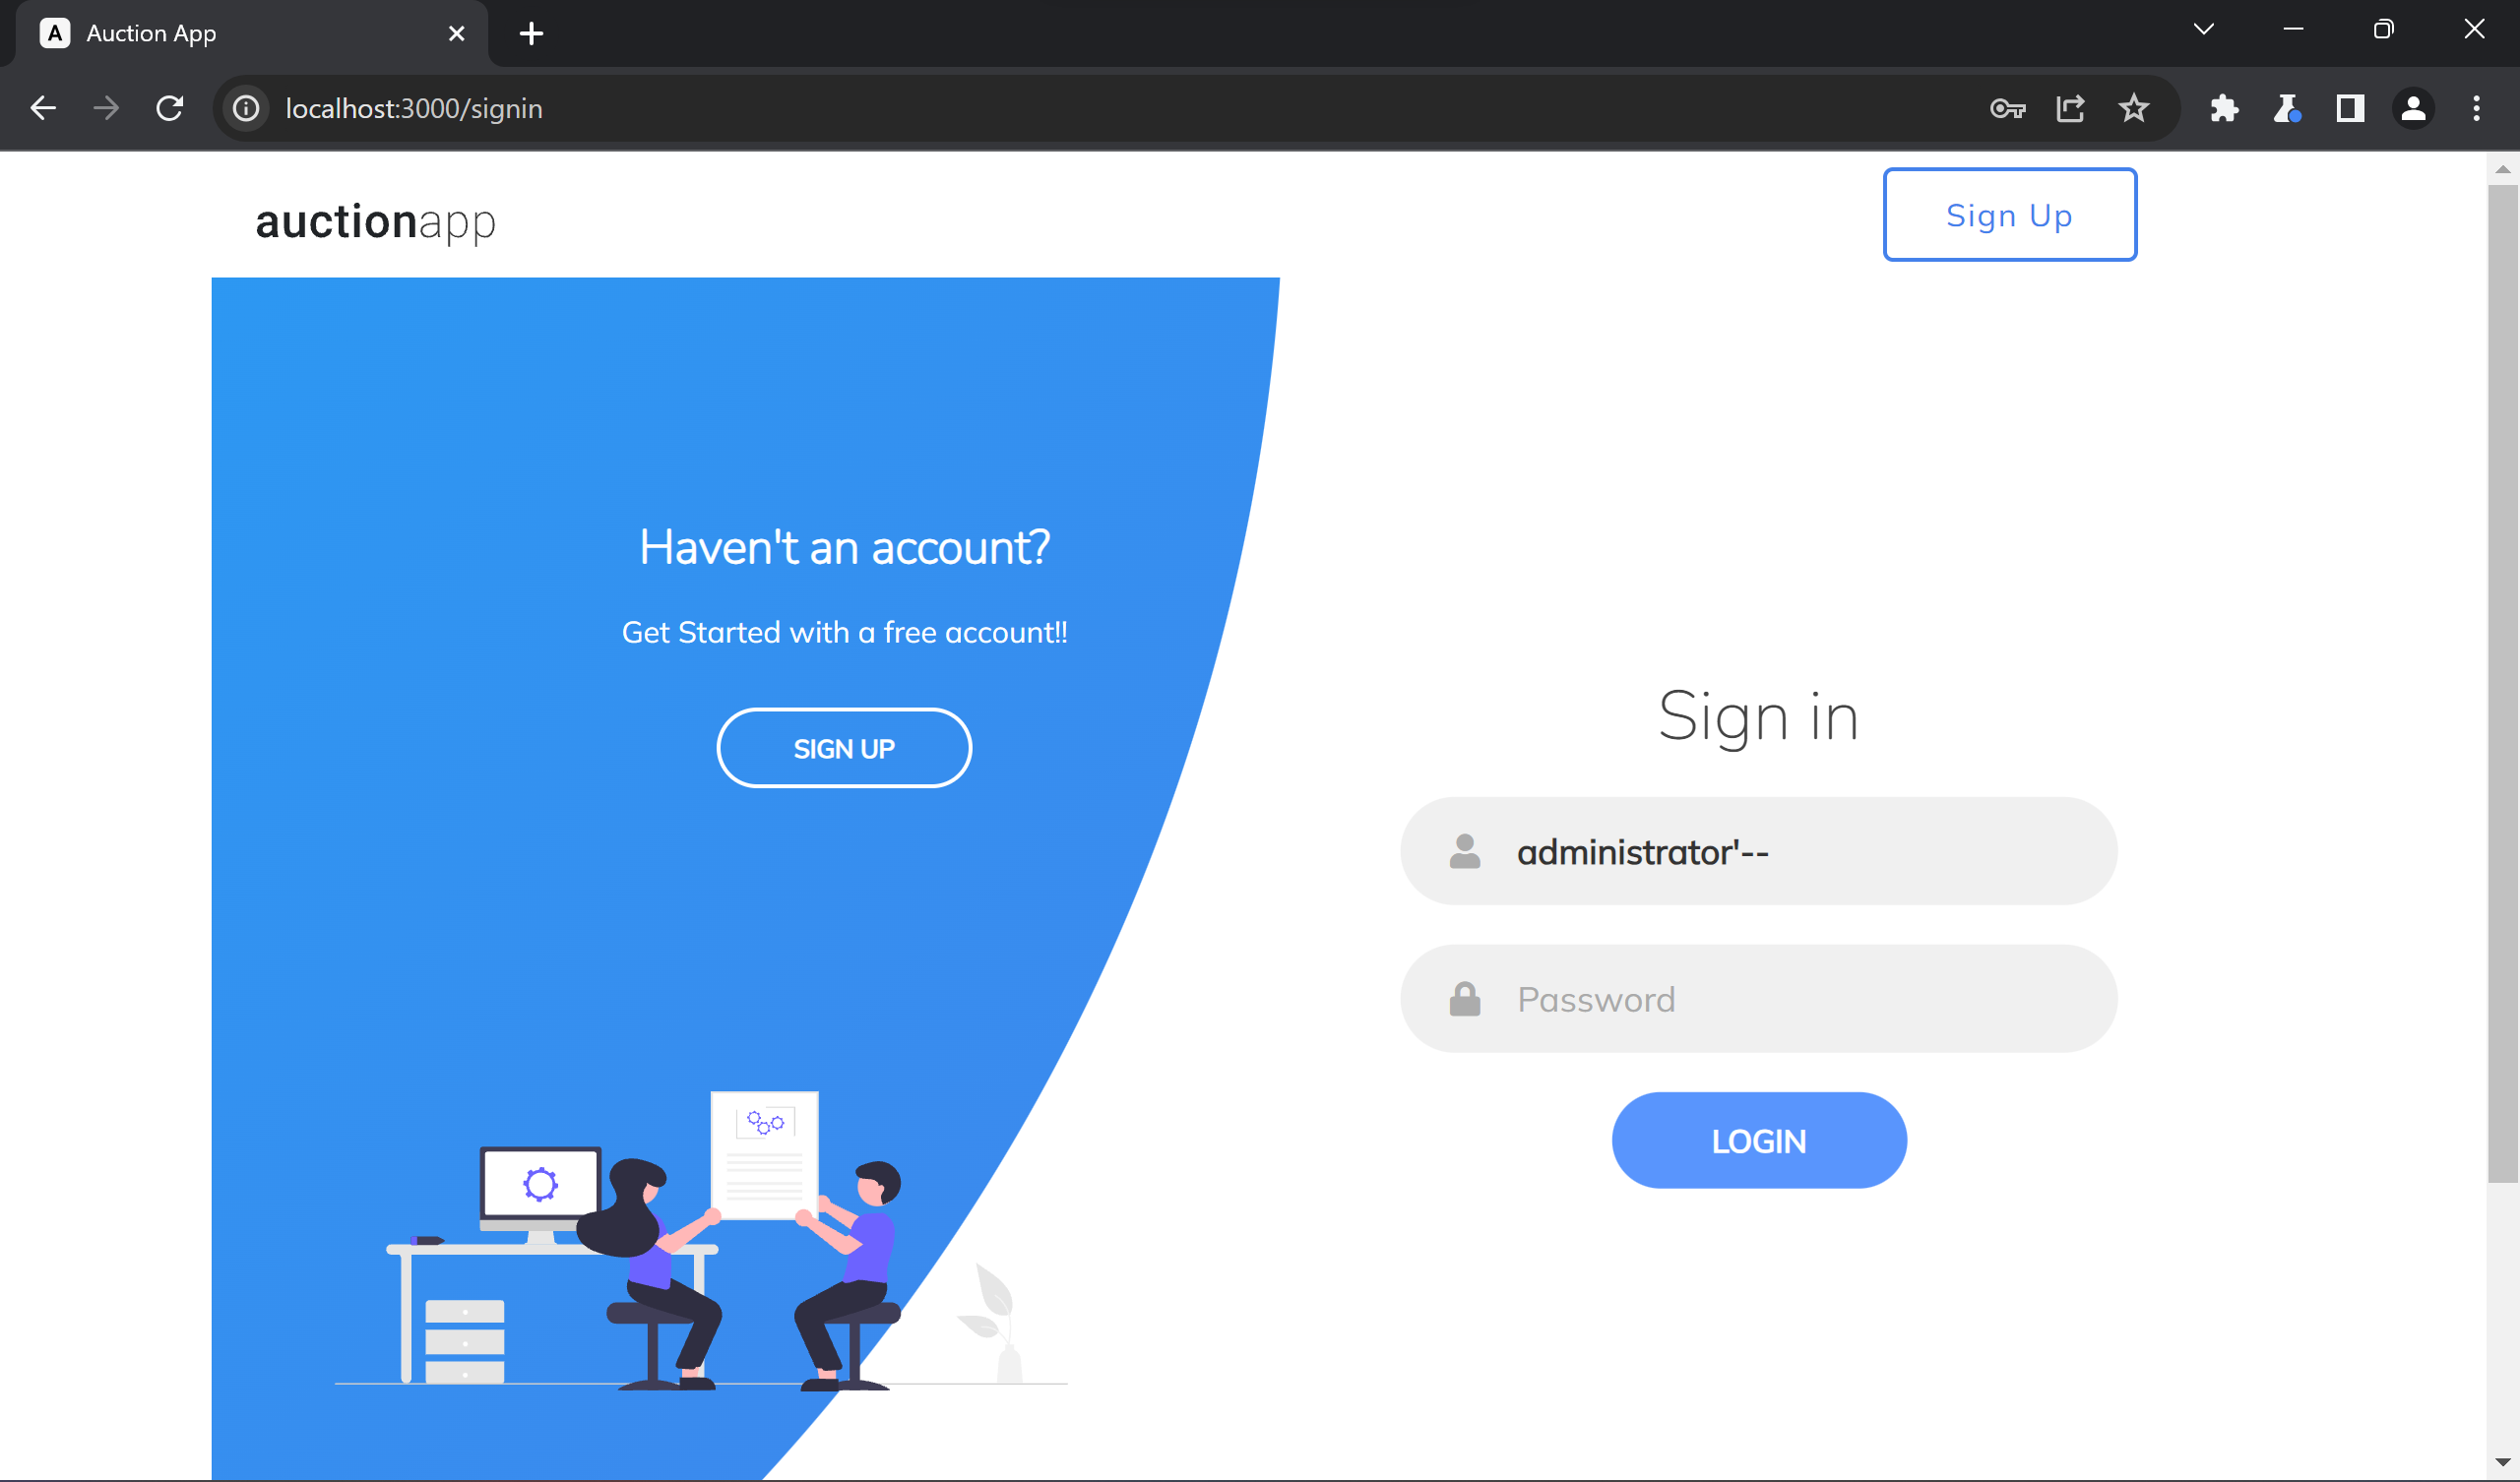 A Auction App
localhost:3000/signin
auctionapp
Sign Up
Haven't an account?
Get Started with a free account!!
SIGN UP
Sign in
administrator'--
Password
LOGIN